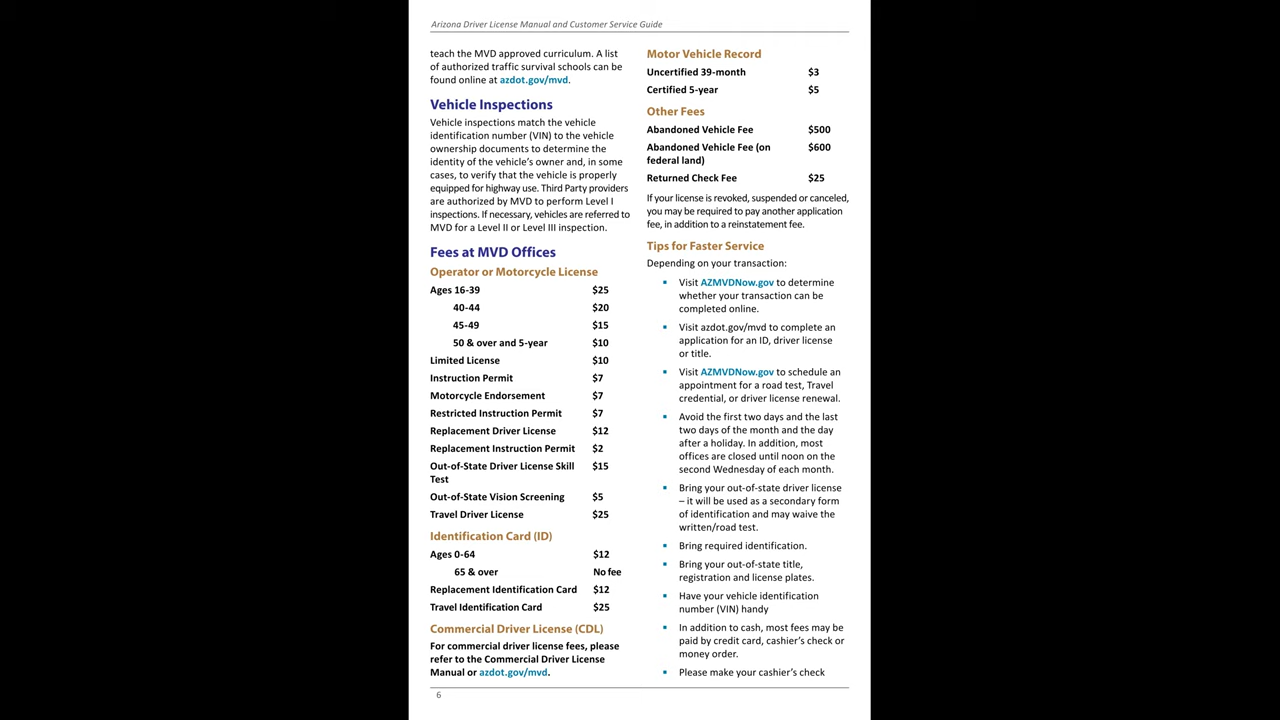 Arizona Driver License Manual and Customer Service Guide
teach the MVD approved curriculum. A list
of authorized traffic survival schools can be
found online at azdot.gov/mvd.
Vehicle Inspections
Vehicle inspections match the vehicle
identification number (VIN) to the vehicle
ownership documents to determine the
identity of the vehicle's owner and, in some
cases, to verify that the vehicle is properly
equipped for highway use. Third Party providers
are authorized by MVD to perform Level I
inspections. If necessary, vehicles are referred to
MVD for a Level II or Level III inspection.
Fees at MVD Offices
Operator or Motorcycle License
Ages 16-39 $25
40-44 $20
45-49 $15
50 & over and 5-year $10
Limited License $10
Instruction Permit $7
Motorcycle Endorsement $7
Restricted Instruction Permit $7
Replacement Driver License $12
Replacement Instruction Permit $2
Out-of-State Driver License Skill $15
Test
Out-of-State Vision Screening $5
Travel Driver License $25
Identification Card (ID)
Ages 0-64 $12
65 & over No fee
Replacement Identification Card $12
Travel Identification Card $25
Commercial Driver License (CDL)
For commercial driver license fees, please
refer to the Commercial Driver License
Manual or azdot.gov/mvd.
Motor Vehicle Record
Uncertified 39-month $3
Certified 5-year $5
Other Fees
Abandoned Vehicle Fee $500
Abandoned Vehicle Fee (on $600
federal land)
Returned Check Fee $25
If your license is revoked, suspended or canceled,
you may be required to pay another application
fee, in addition to a reinstatement fee.
Tips for Faster Service
Depending on your transaction:
▪ Visit AZMVDNow.gov to determine
whether your transaction can be
completed online.
▪ Visit azdot.gov/mvd to complete an
application for an ID, driver license
or title.
▪ Visit AZMVDNow.gov to schedule an
appointment for a road test, Travel
credential, or driver license renewal.
▪ Avoid the first two days and the last
two days of the month and the day
after a holiday. In addition, most
offices are closed until noon on the
second Wednesday of each month.
▪ Bring your out-of-state driver license
– it will be used as a secondary form
of identification and may waive the
written/road test.
▪ Bring required identification.
▪ Bring your out-of-state title,
registration and license plates.
▪ Have your vehicle identification
number (VIN) handy
▪ In addition to cash, most fees may be
paid by credit card, cashier's check or
money order.
▪ Please make your cashier's check
6